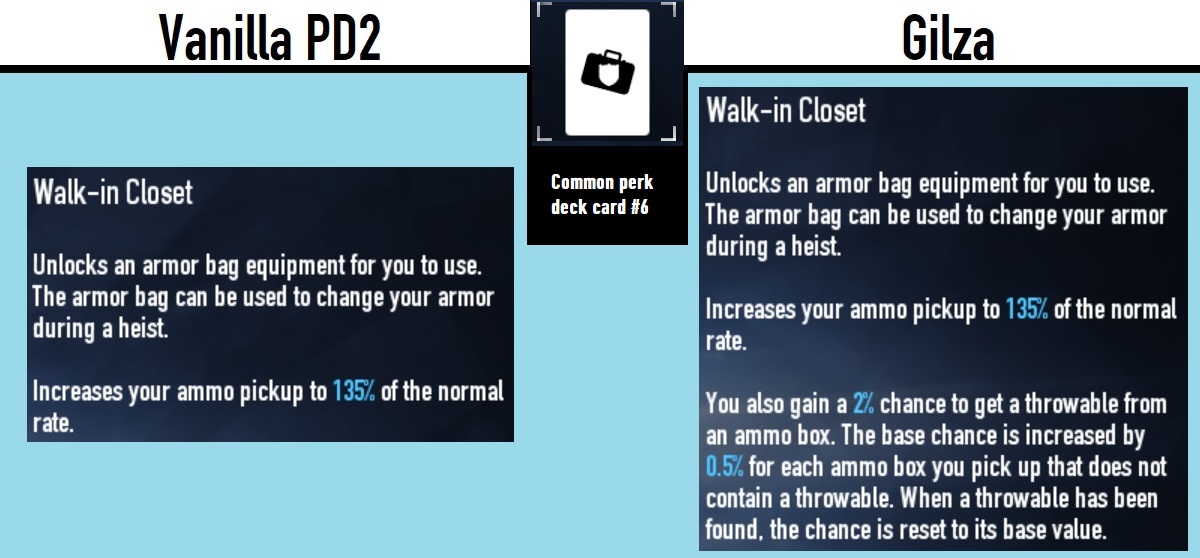 Vanilla PD2
Gilza
Common perk
deck card #6
Walk-in Closet
Unlocks an armor bag equipment for you to use.
The armor bag can be used to change your armor
during a heist.
Increases your ammo pickup to 135% of the normal
rate.
Walk-in Closet
Unlocks an armor bag equipment for you to use.
The armor bag can be used to change your armor
during a heist.
Increases your ammo pickup to 135% of the normal
rate.
You also gain a 2% chance to get a throwable from
an ammo box. The base chance is increased by
0.5% for each ammo box you pick up that does not
contain a throwable. When a throwable has been
found, the chance is reset to its base value.